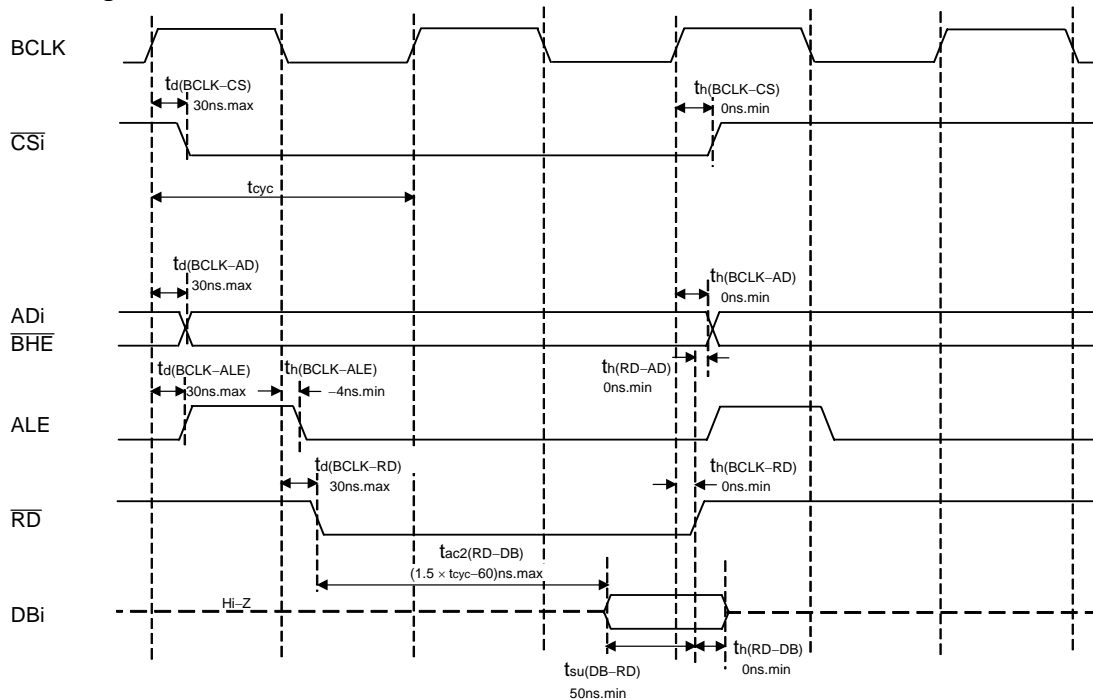 BCLK
td(BCLK–CS)
30ns.max
th(BCLK–CS)
0ns.min
CSi
tcyc
td(BCLK–AD)
30ns.max
th(BCLK–AD)
0ns.min
ADi
BHE
td(BCLK–ALE)
30ns.max
th(BCLK–ALE)
–4ns.min
th(RD–AD)
0ns.min
ALE
td(BCLK–RD)
30ns.max
th(BCLK–RD)
0ns.min
RD
tac2(RD–DB)
(1.5 × tcyc–60)ns.max
Hi–Z
DBi
tsu(DB–RD)
50ns.min
th(RD–DB)
0ns.min